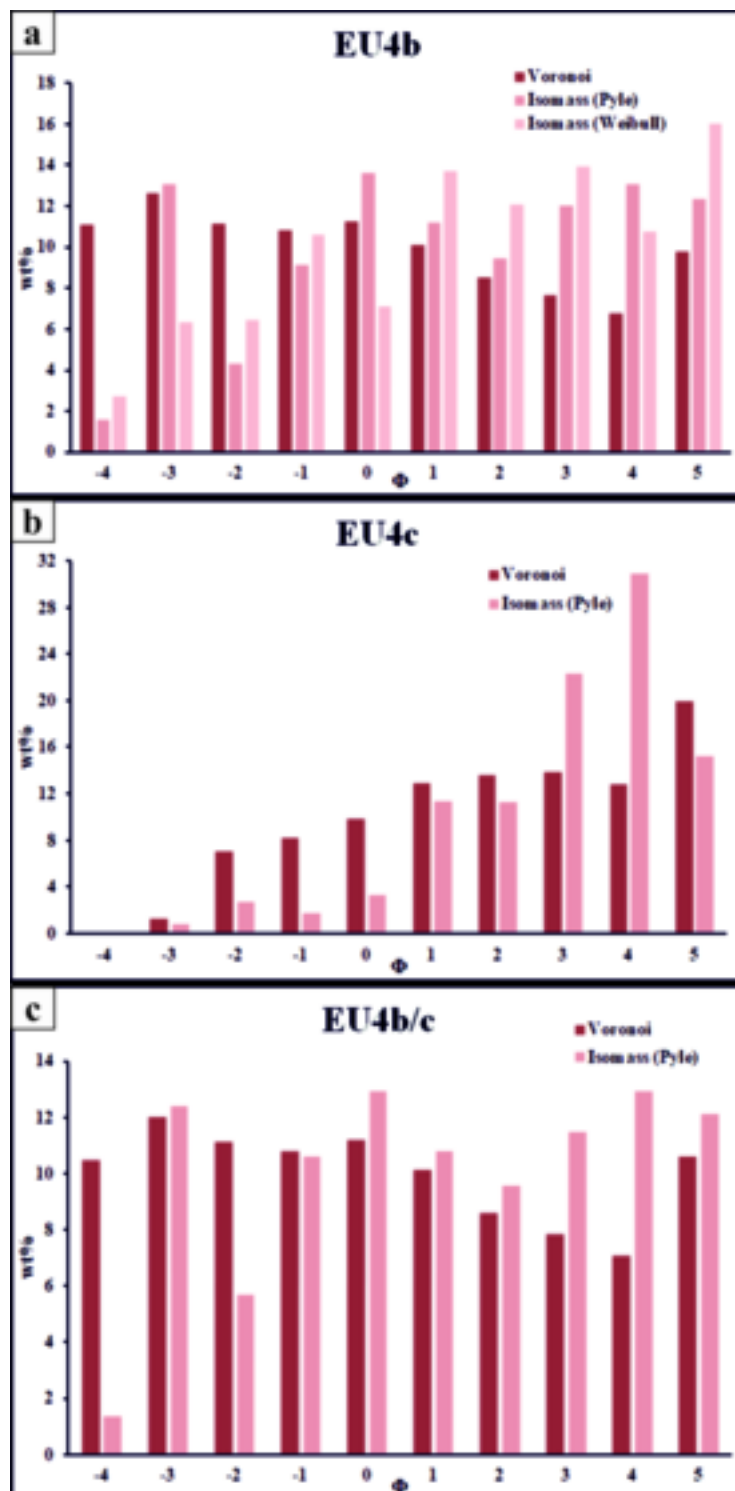 a
EU4b
Voronoi
Isomass (Pyle)
Isomass (Weibull)
18
16
14
12
10
8
6
4
2
0
wt%
-4 -3 -2 -1 0 1 2 3 4 5
Φ
b
EU4c
Voronoi
Isomass (Pyle)
32
28
24
20
16
12
8
4
0
wt%
-4 -3 -2 -1 0 1 2 3 4 5
Φ
c
EU4b/c
Voronoi
Isomass (Pyle)
14
12
10
8
6
4
2
0
wt%
-4 -3 -2 -1 0 1 2 3 4 5
Φ